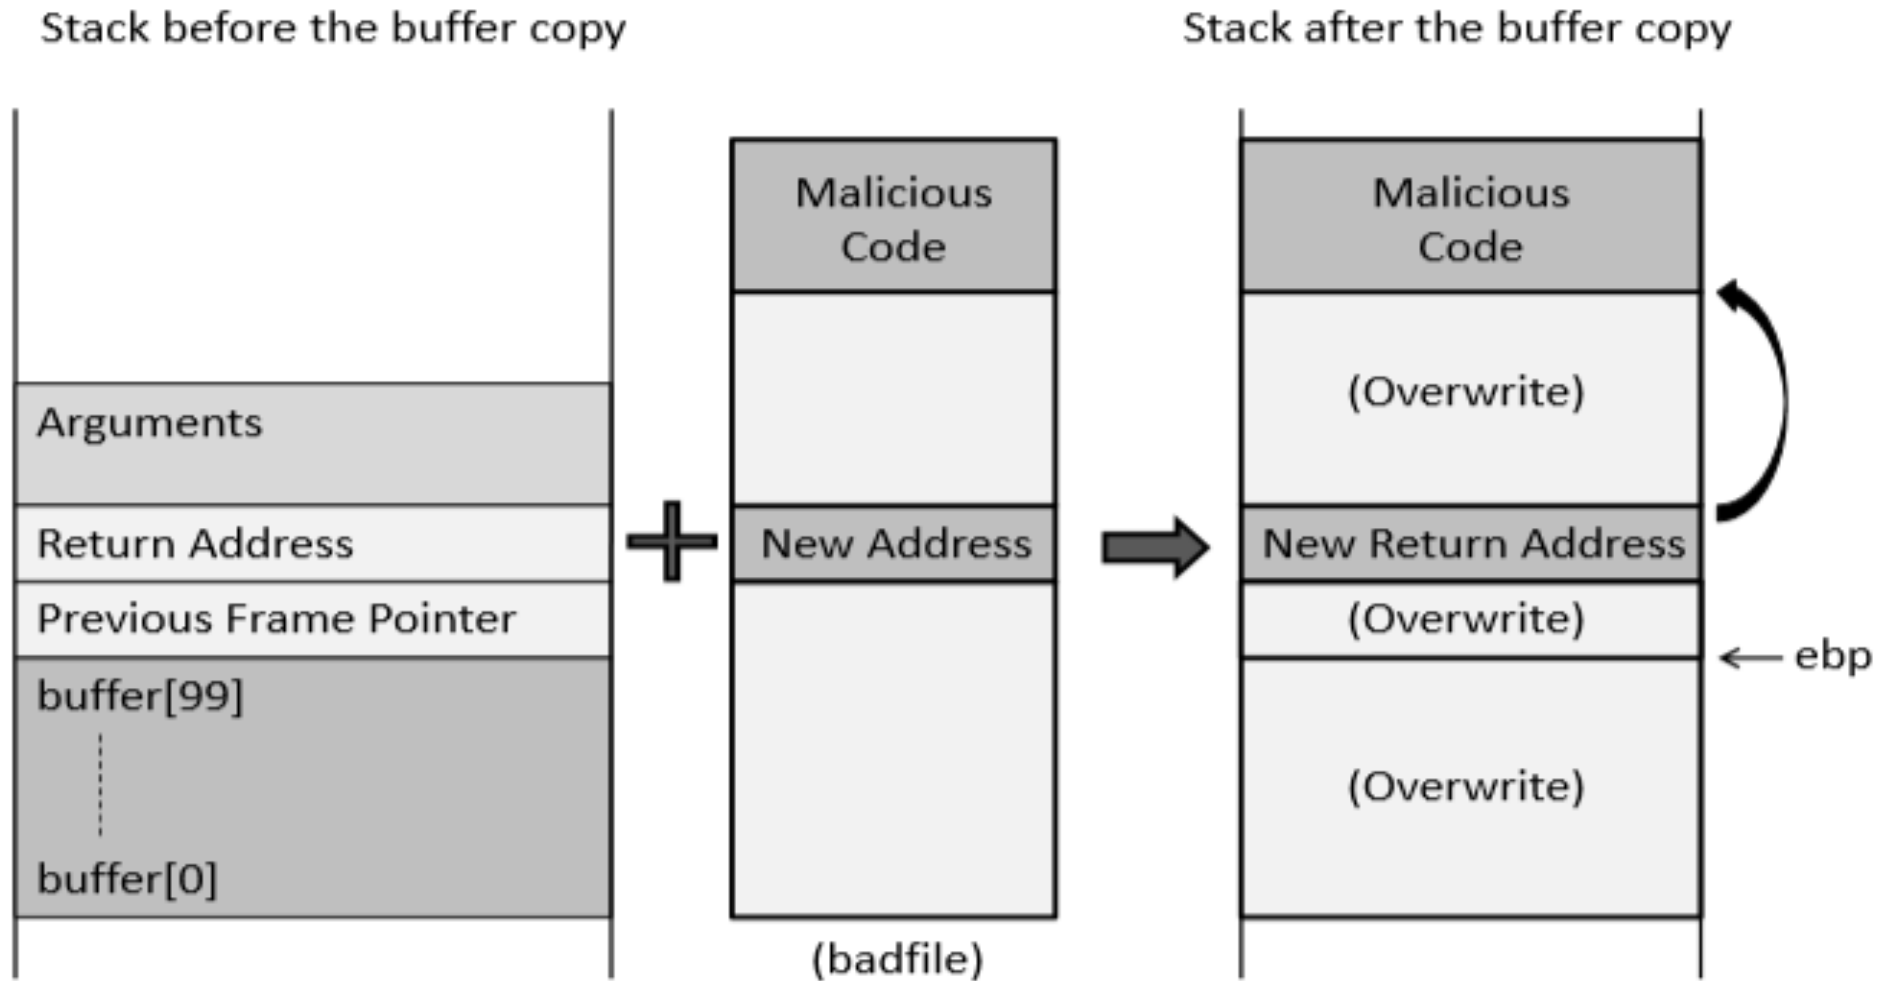 Stack before the buffer copy
Stack after the buffer copy
Arguments
Return Address
Previous Frame Pointer
buffer[99]
buffer[0]
Malicious
Code
New Address
(badfile)
Malicious
Code
(Overwrite)
New Return Address
(Overwrite)
ebp
(Overwrite)